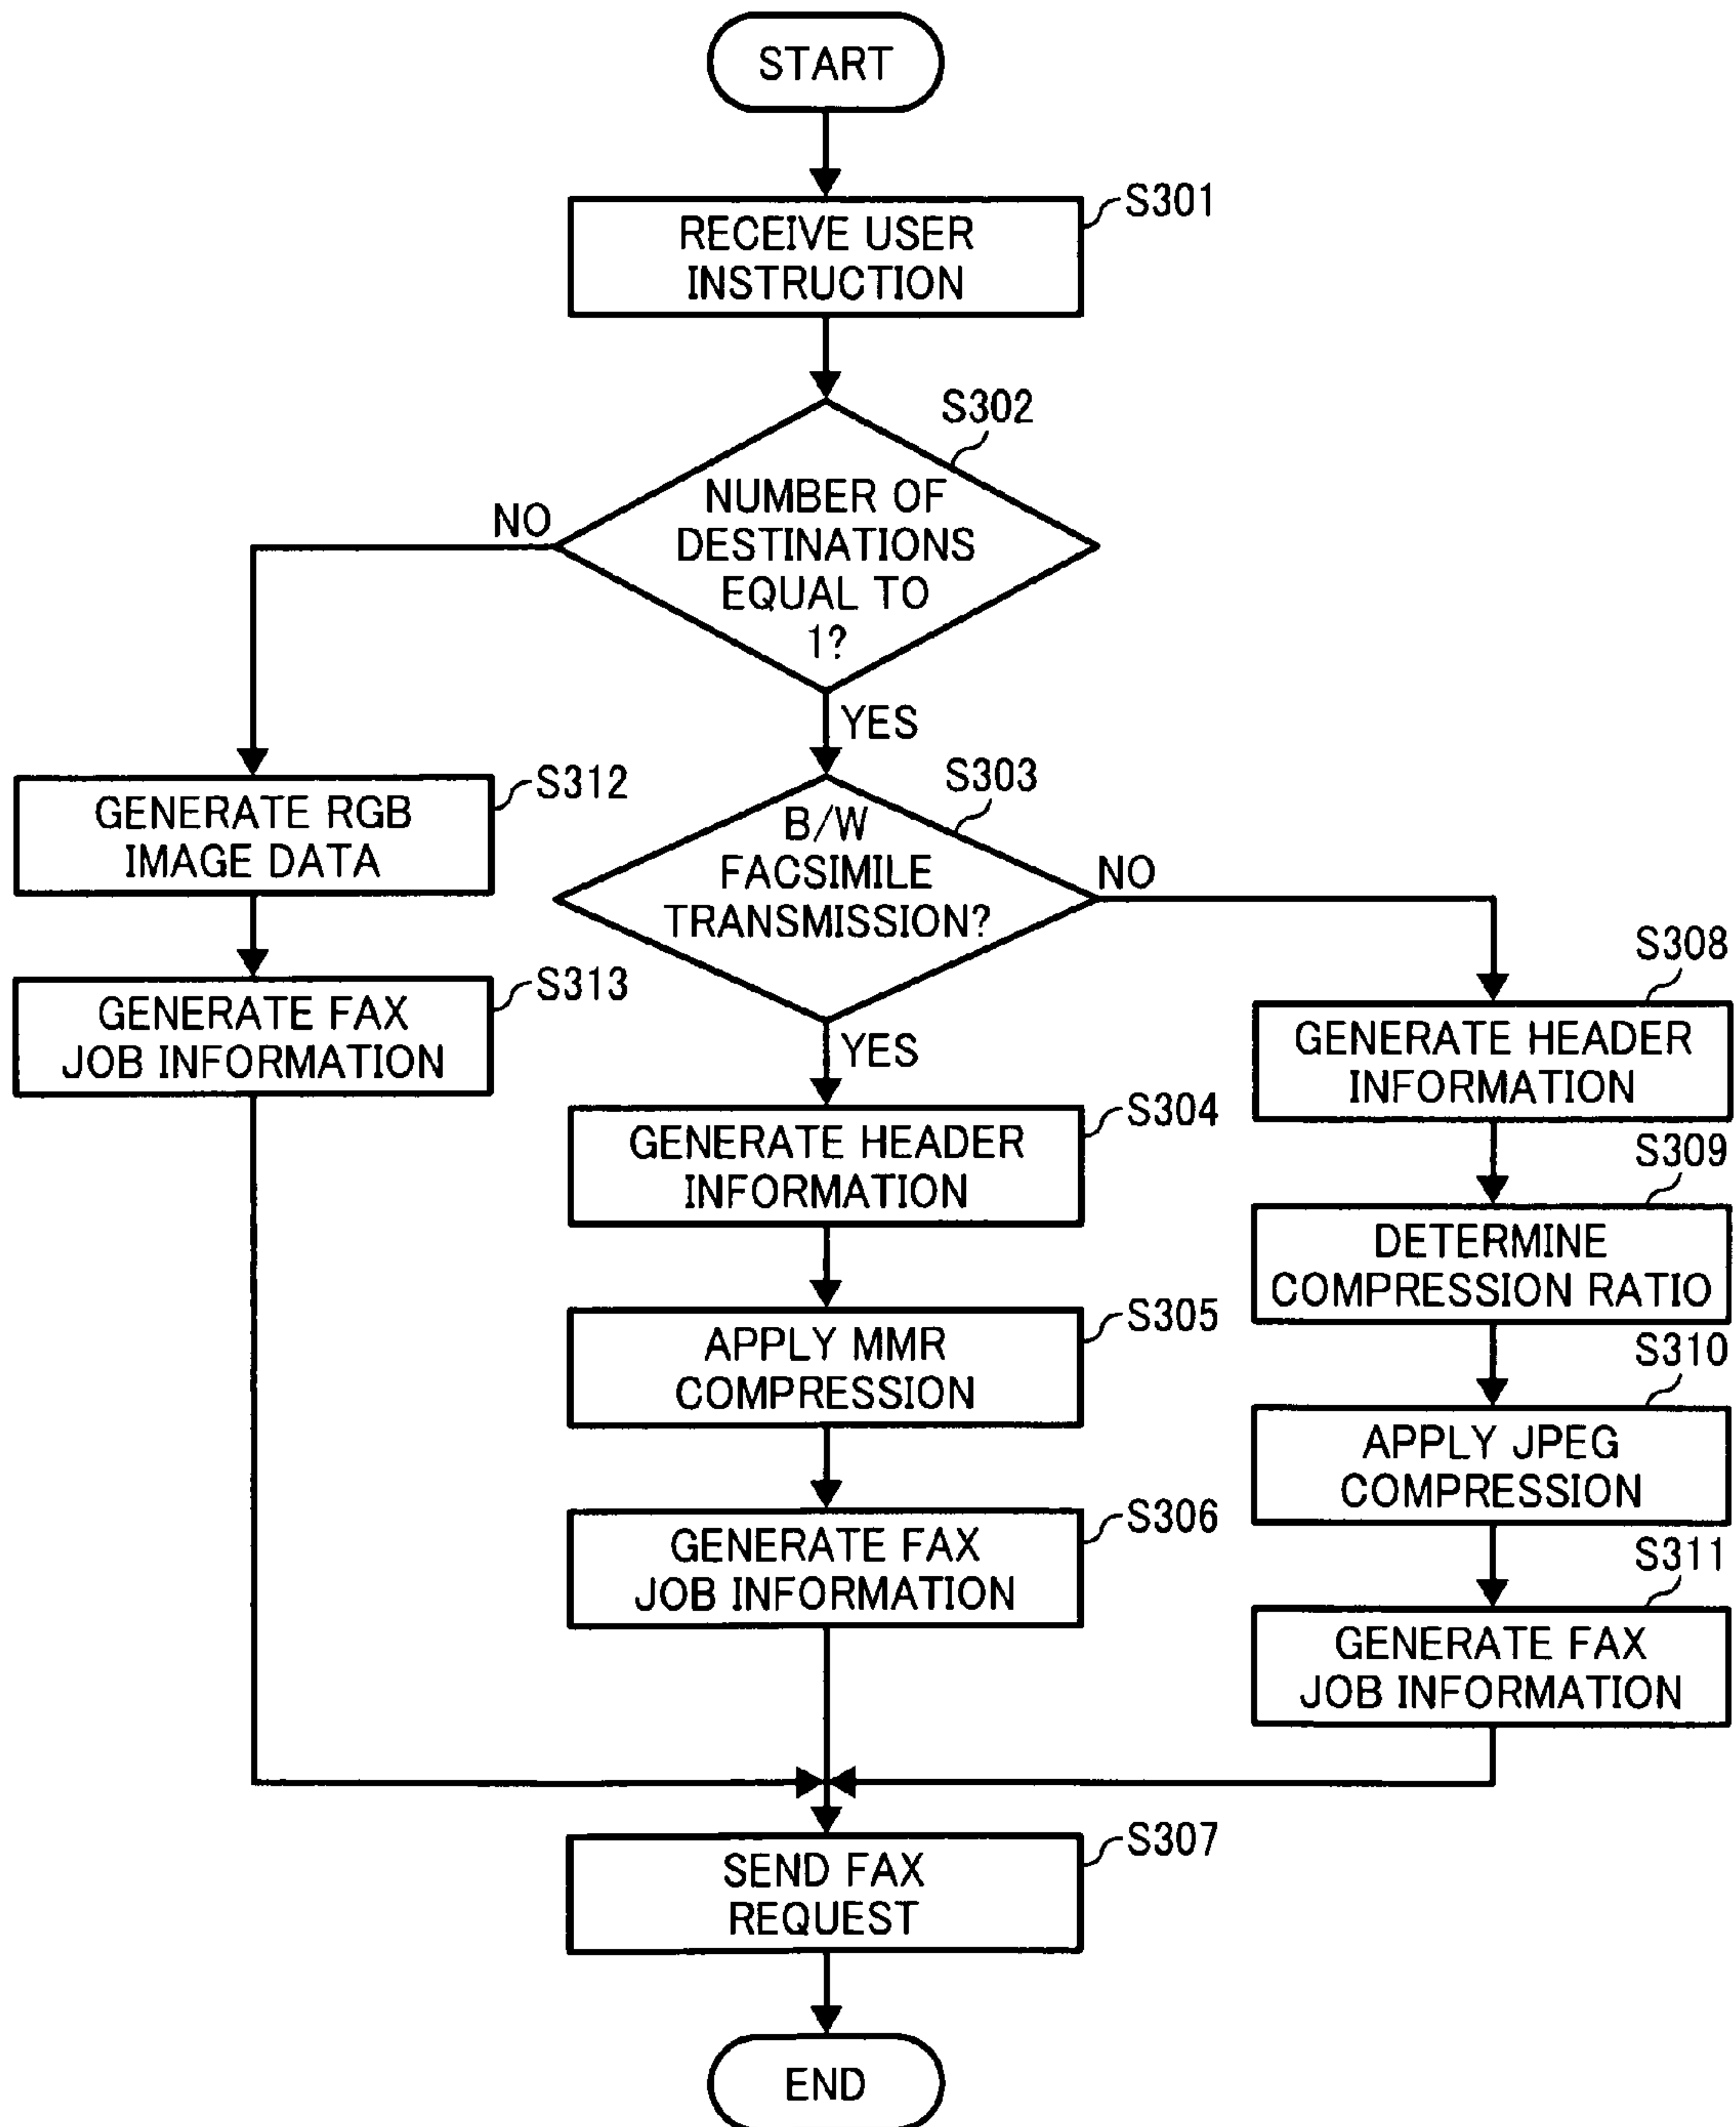 START
S301
RECEIVE USER
INSTRUCTION
S302
NUMBER OF
DESTINATIONS
EQUAL TO
1?
NO
YES
S312
GENERATE RGB
IMAGE DATA
S313
GENERATE FAX
JOB INFORMATION
S303
B/W
FACSIMILE
TRANSMISSION?
NO
YES
S304
GENERATE HEADER
INFORMATION
S305
APPLY MMR
COMPRESSION
S306
GENERATE FAX
JOB INFORMATION
S308
GENERATE HEADER
INFORMATION
S309
DETERMINE
COMPRESSION RATIO
S310
APPLY JPEG
COMPRESSION
S311
GENERATE FAX
JOB INFORMATION
S307
SEND FAX
REQUEST
END